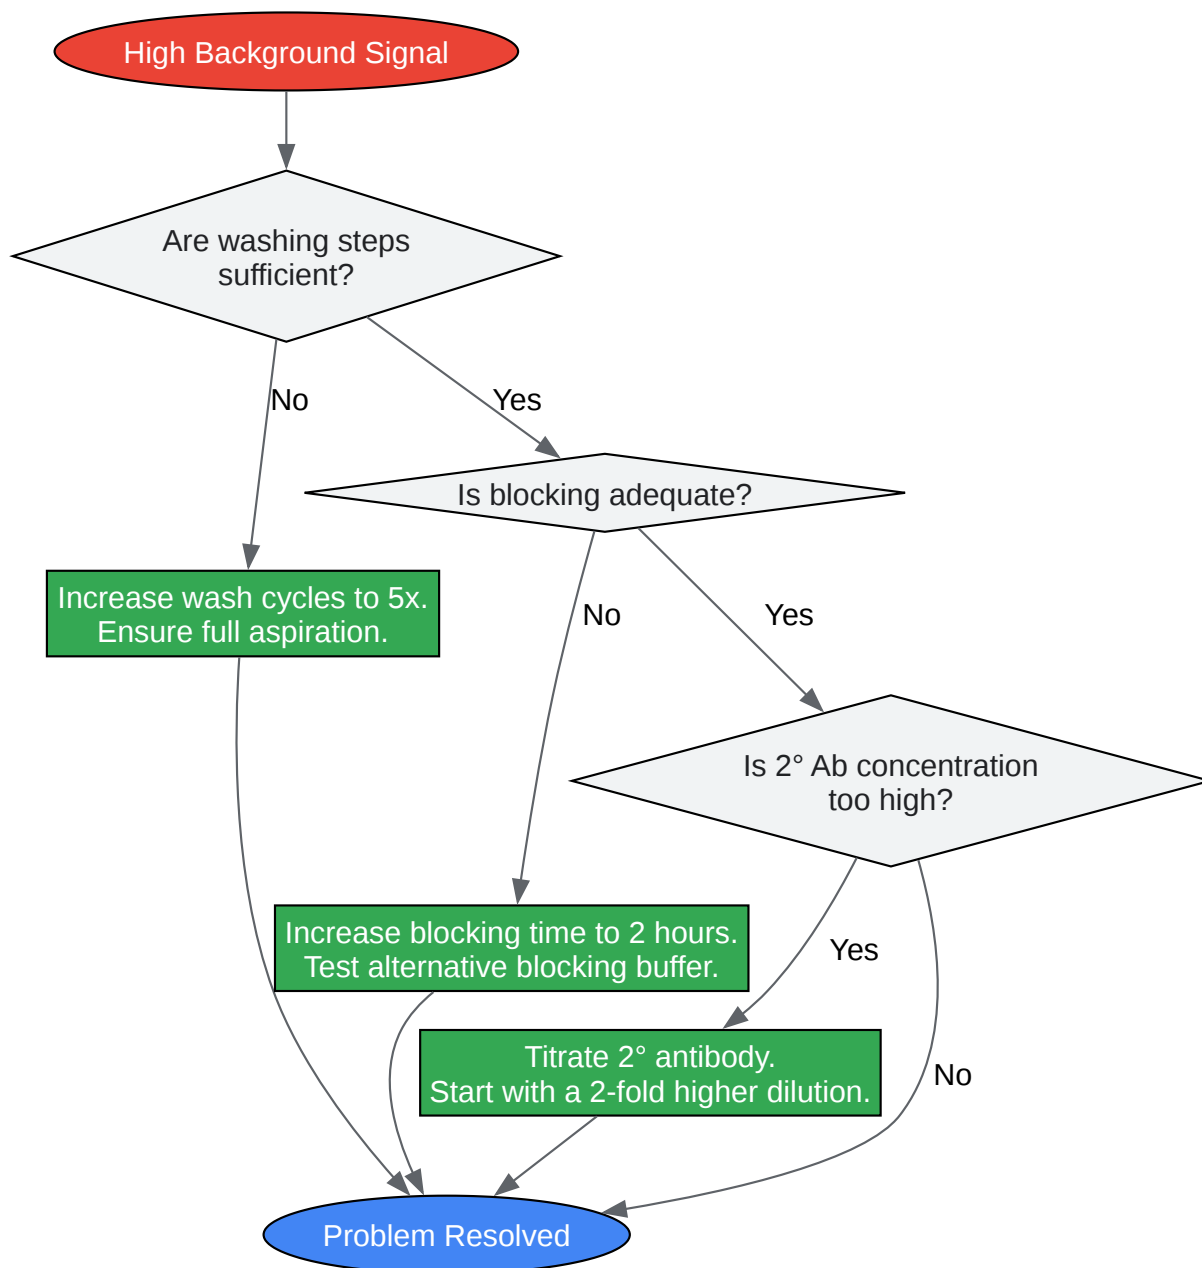 High Background Signal
Are washing steps
sufficient?
No
Yes
Is blocking adequate?
Increase wash cycles to 5x.
Ensure full aspiration.
No
Yes
Is 2° Ab concentration
too high?
Increase blocking time to 2 hours.
Test alternative blocking buffer.
Yes
Titrate 2° antibody.
Start with a 2-fold higher dilution.
No
Problem Resolved